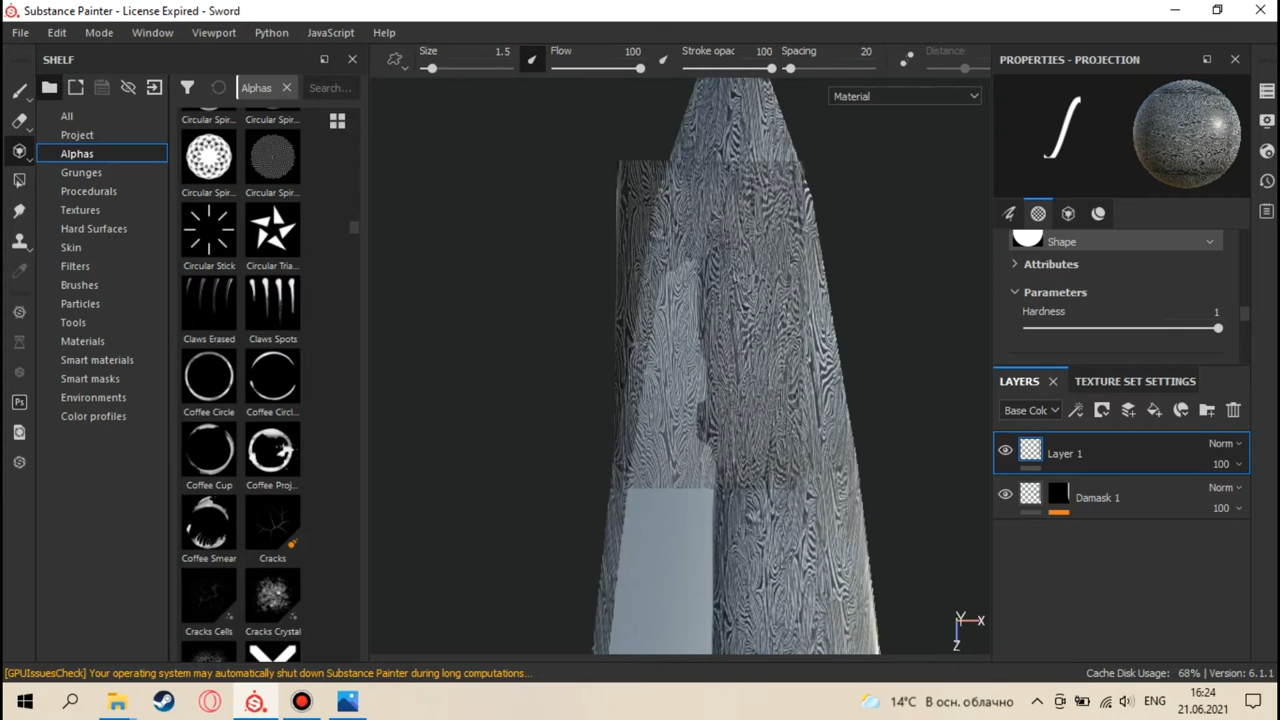 Substance Painter - License Expired - Sword
File Edit Mode Window Viewport Python JavaScript Help
SHELF
Size 1.5 Flow 100 Stroke opac 100 Spacing 20 Distance
PROPERTIES - PROJECTION
Alphas
Search...
Material
All
Project
Alphas
Grunges
Procedurals
Textures
Hard Surfaces
Skin
Filters
Brushes
Particles
Tools
Materials
Smart materials
Smart masks
Environments
Color profiles
Circular Spir... Circular Spir...
Circular Spir... Circular Spir...
Circular Stick Circular Tria...
Claws Erased Claws Spots
Coffee Circle Coffee Circl...
Coffee Cup Coffee Proj...
Coffee Smear Cracks
Cracks Cells Cracks Crystal
Shape
Attributes
Parameters
Hardness 1
LAYERS TEXTURE SET SETTINGS
Base Col
Layer 1 Norm
100
Damask 1 Norm
100
Ps
Y X
Z
[GPUIssuesCheck] Your operating system may automatically shut down Substance Painter during long computations...
Cache Disk Usage: 68% | Version: 6.1.1
14°C В осн. облачно
ENG
16:24
21.06.2021